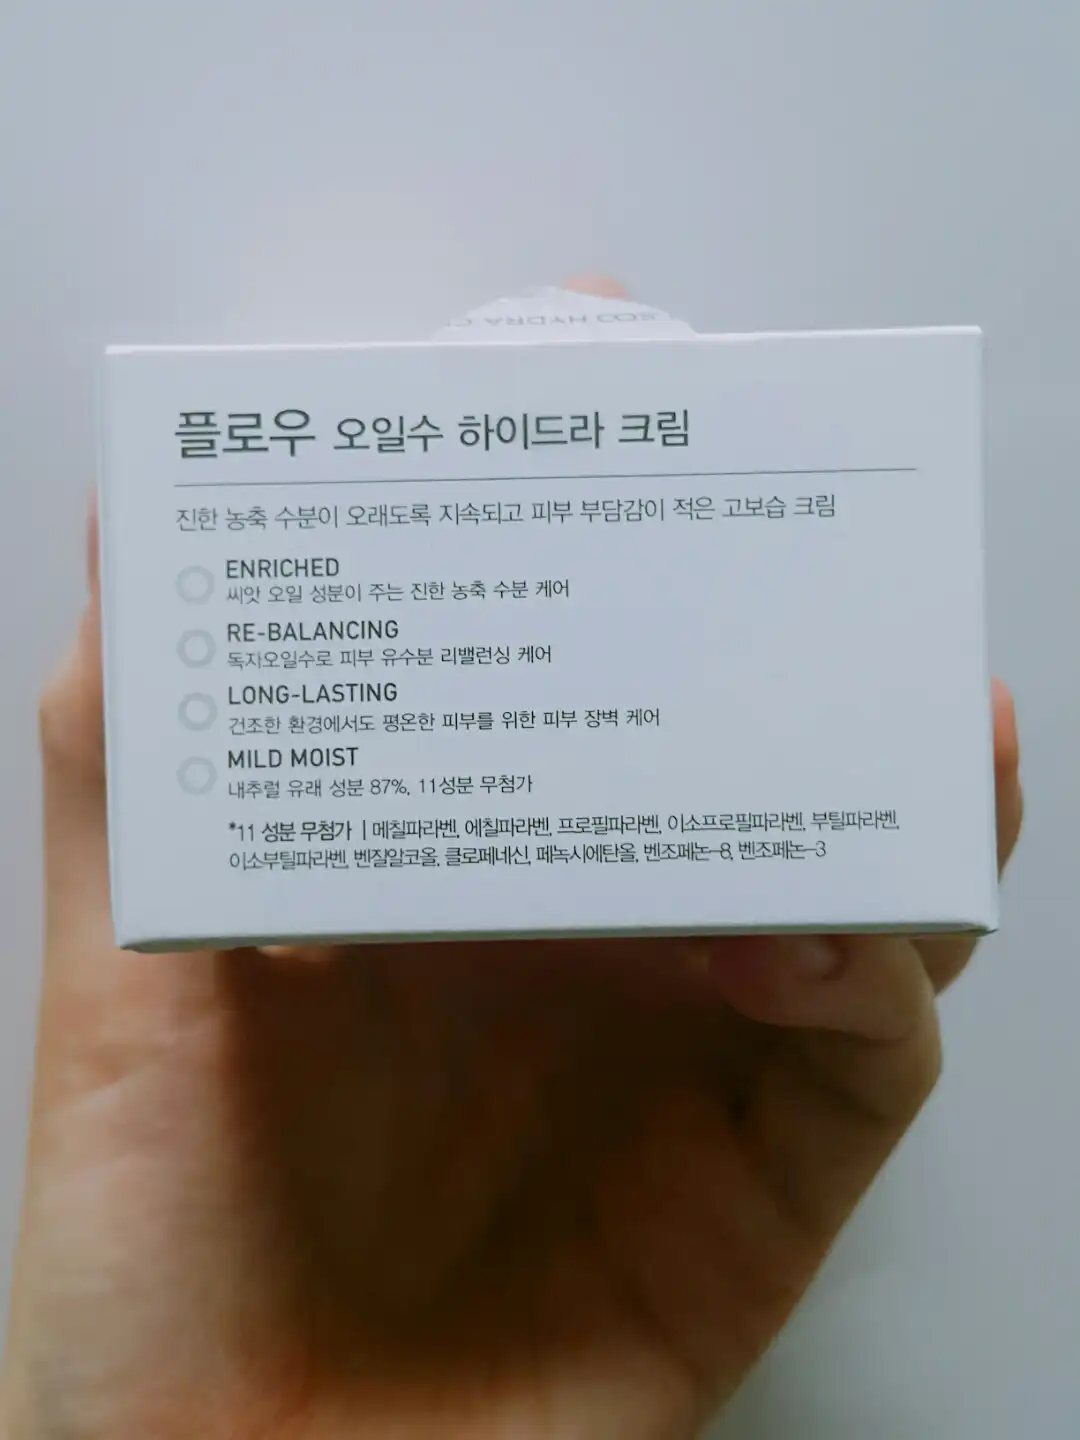 SOO HYDRA C
플로우 오일수 하이드라 크림
진한 농축 수분이 오래도록 지속되고 피부 부담감이 적은 고보습 크림
ENRICHED
씨앗 오일 성분이 주는 진한 농축 수분 케어
RE-BALANCING
독자오일수로 피부 유수분 리밸런싱 케어
LONG-LASTING
건조한 환경에서도 평온한 피부를 위한 피부 장벽 케어
MILD MOIST
내추럴 유래 성분 87%, 11성분 무첨가
*11 성분 무첨가 | 메칠파라벤, 에칠파라벤, 프로필파라벤, 이소프로필파라벤, 부틸파라벤,
이소부틸파라벤, 벤질알코올, 클로페네신, 페녹시에탄올, 벤조페논-8, 벤조페논-3